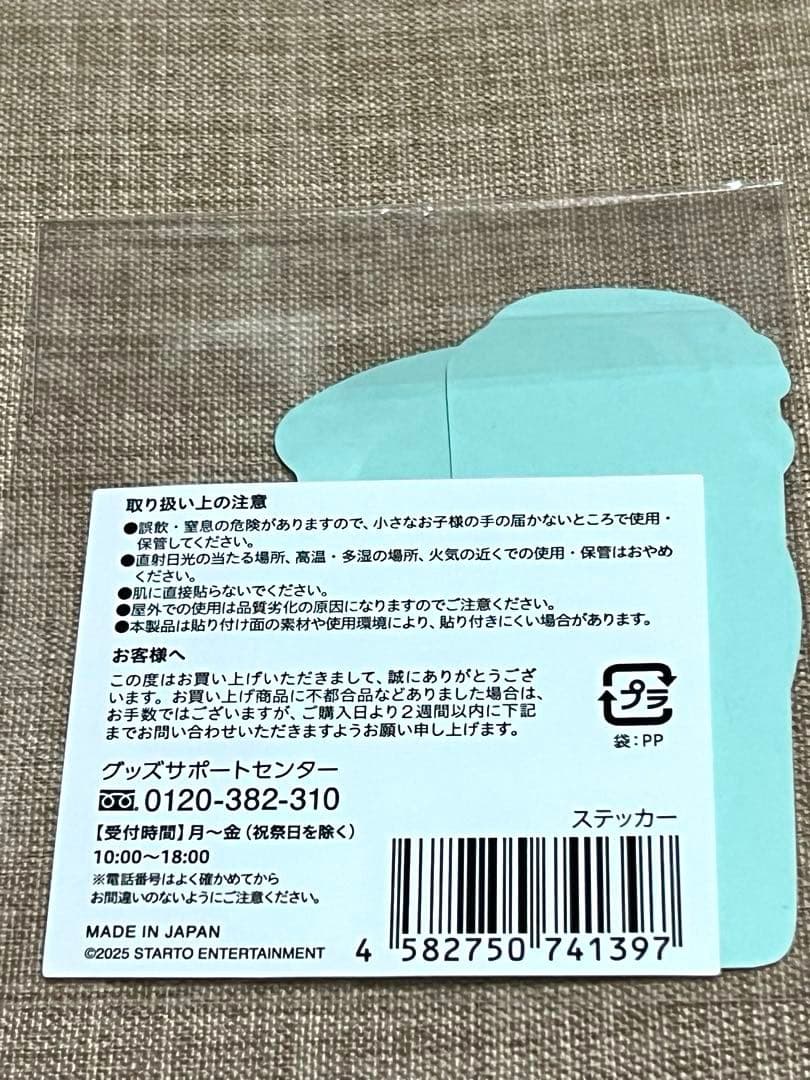 取り扱い上の注意
●誤飲・窒息の危険がありますので、小さなお子様の手の届かないところで使用・
保管してください。
●直射日光の当たる場所、高温・多湿の場所、火気の近くでの使用・保管はおやめ
ください。
●肌に直接貼らないでください。
●屋外での使用は品質劣化の原因になりますのでご注意ください。
●本製品は貼り付け面の素材や使用環境により、貼り付きにくい場合があります。
お客様へ
この度はお買い上げいただきまして、誠にありがとうござ
います。お買い上げ商品に不都合品などありました場合は、
お手数ではございますが、ご購入日より2週間以内に下記
までお問い合わせいただきますようお願い申し上げます。
プラ
袋:PP
グッズサポートセンター
0120-382-310
【受付時間】月〜金(祝祭日を除く)
10:00〜18:00
※電話番号はよく確かめてから
お間違いのないようにご注意ください。
MADE IN JAPAN
©2025 STARTO ENTERTAINMENT
ステッカー
4 582750 741397